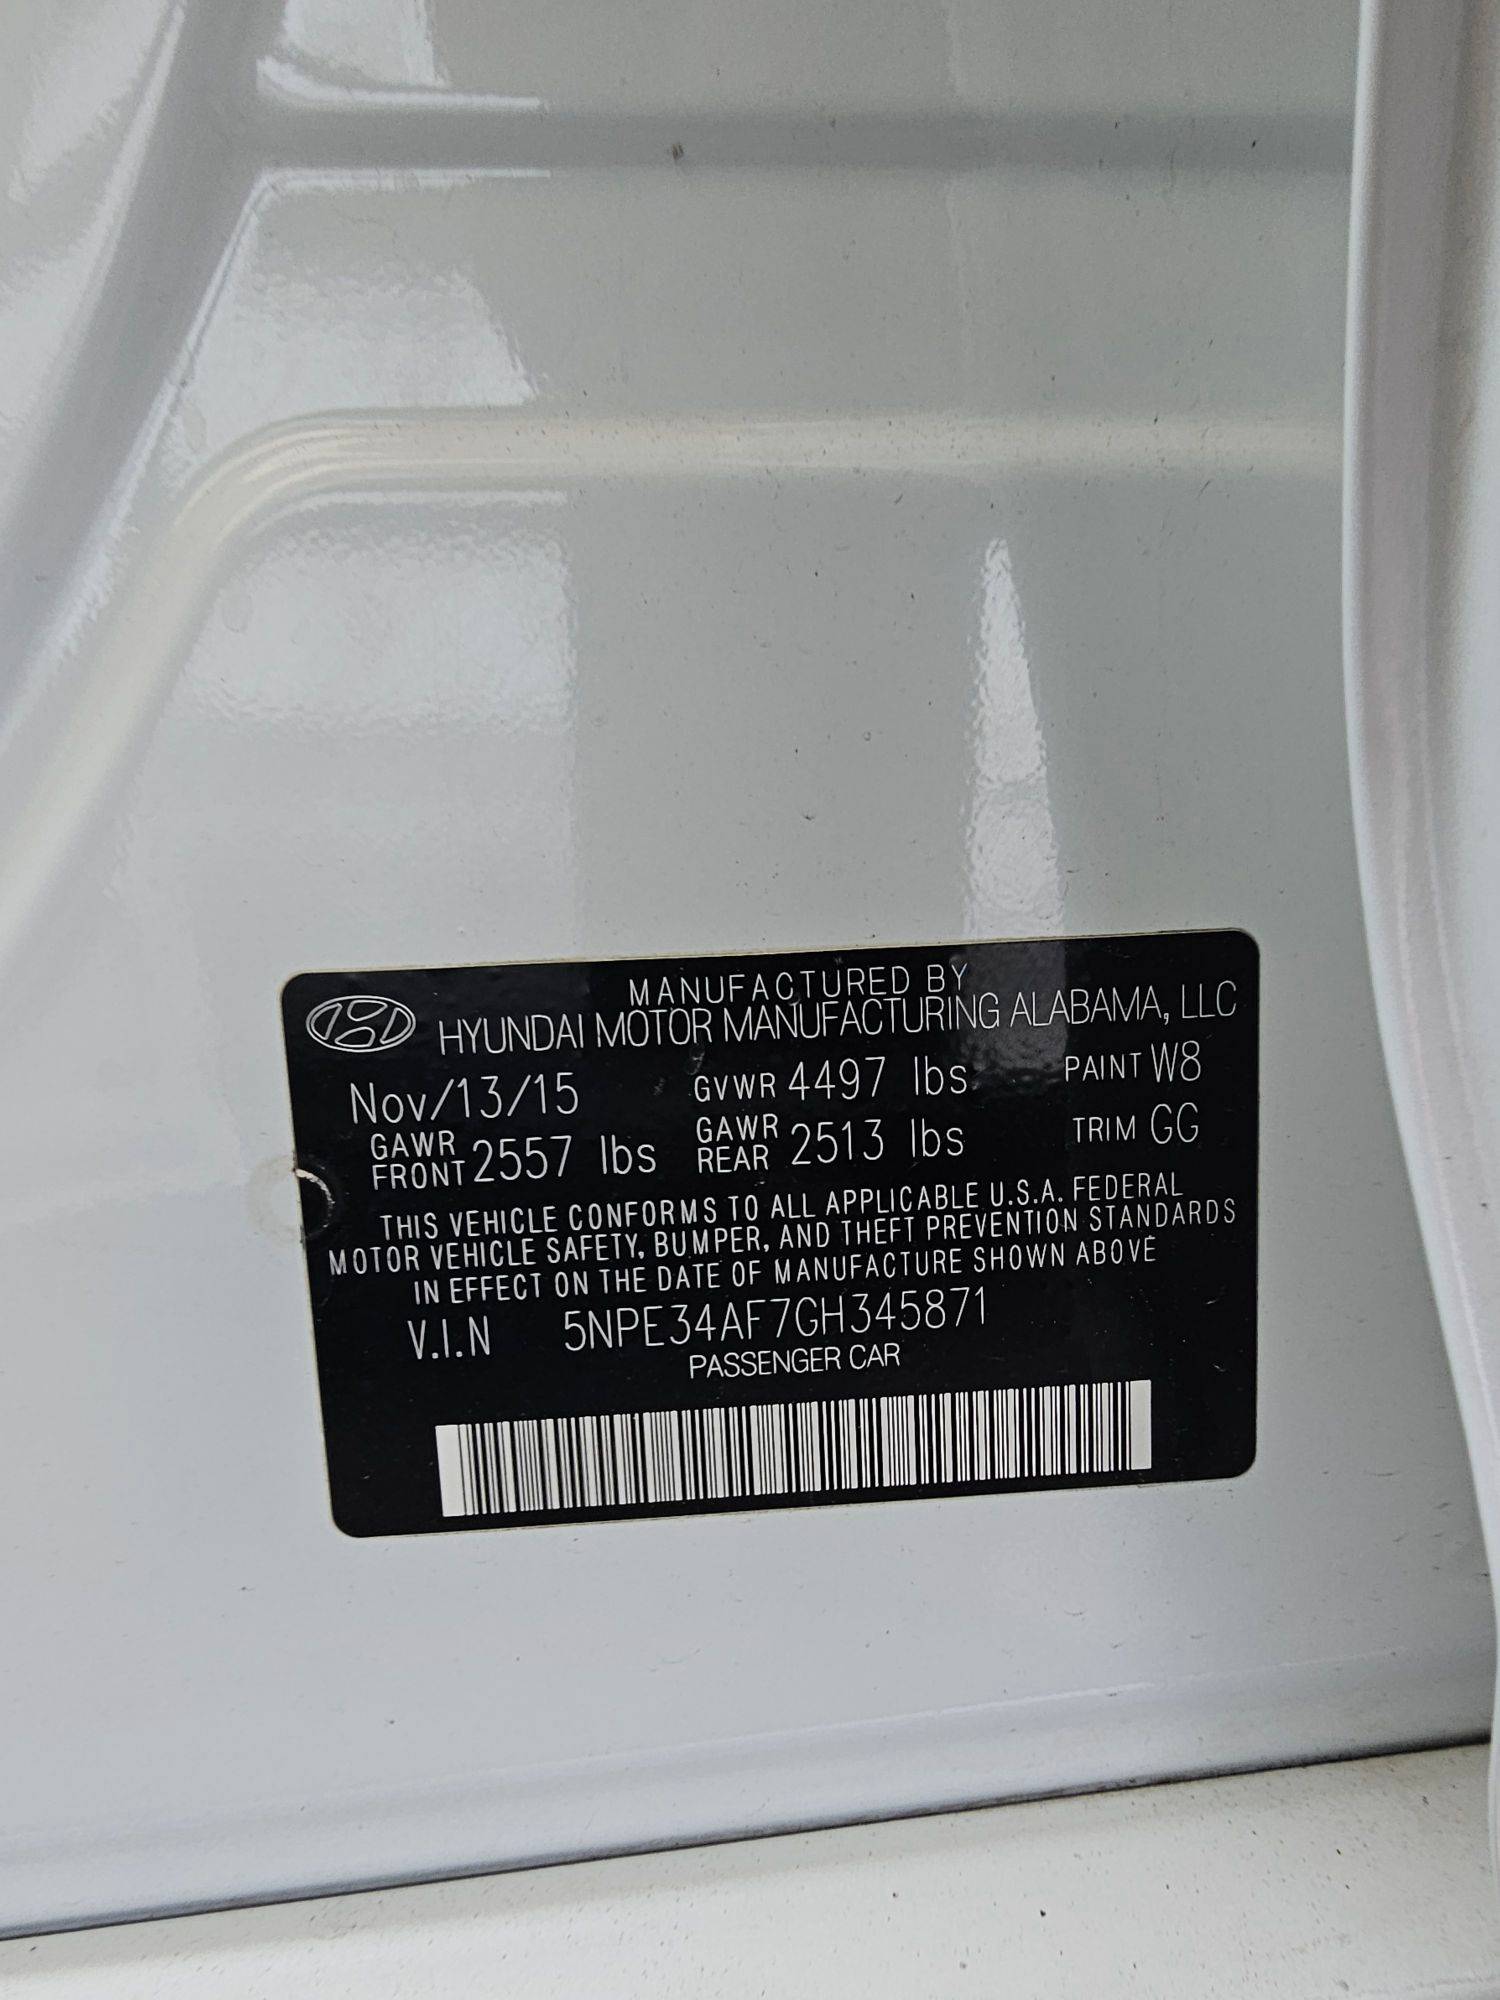 MANUFACTURED BY
HYUNDAI MOTOR MANUFACTURING ALABAMA, LLC
Nov/13/15 GVWR 4497 lbs PAINT W8
GAWR FRONT 2557 lbs GAWR REAR 2513 lbs TRIM GG
THIS VEHICLE CONFORMS TO ALL APPLICABLE U.S.A. FEDERAL
MOTOR VEHICLE SAFETY, BUMPER, AND THEFT PREVENTION STANDARDS
IN EFFECT ON THE DATE OF MANUFACTURE SHOWN ABOVE
V.I.N 5NPE34AF7GH345871
PASSENGER CAR